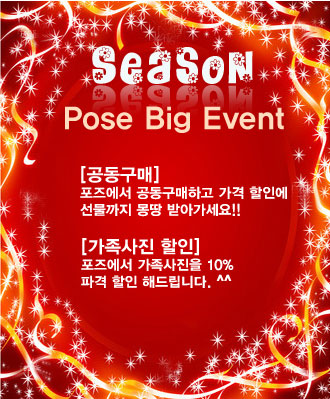 SeaSoN
Pose Big Event
[공동구매]
포즈에서 공동구매하고 가격 할인에
선물까지 몽땅 받아가세요!!
[가족사진 할인]
포즈에서 가족사진을 10%
파격 할인 해드립니다. ^^